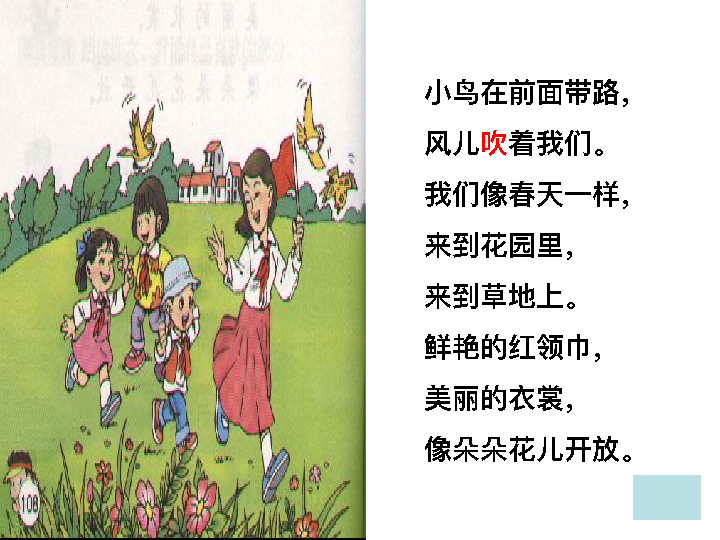 小鸟在前面带路，
风儿吹着我们。
我们像春天一样，
来到花园里，
来到草地上。
鲜艳的红领巾，
美丽的衣裳，
像朵朵花儿开放。
108